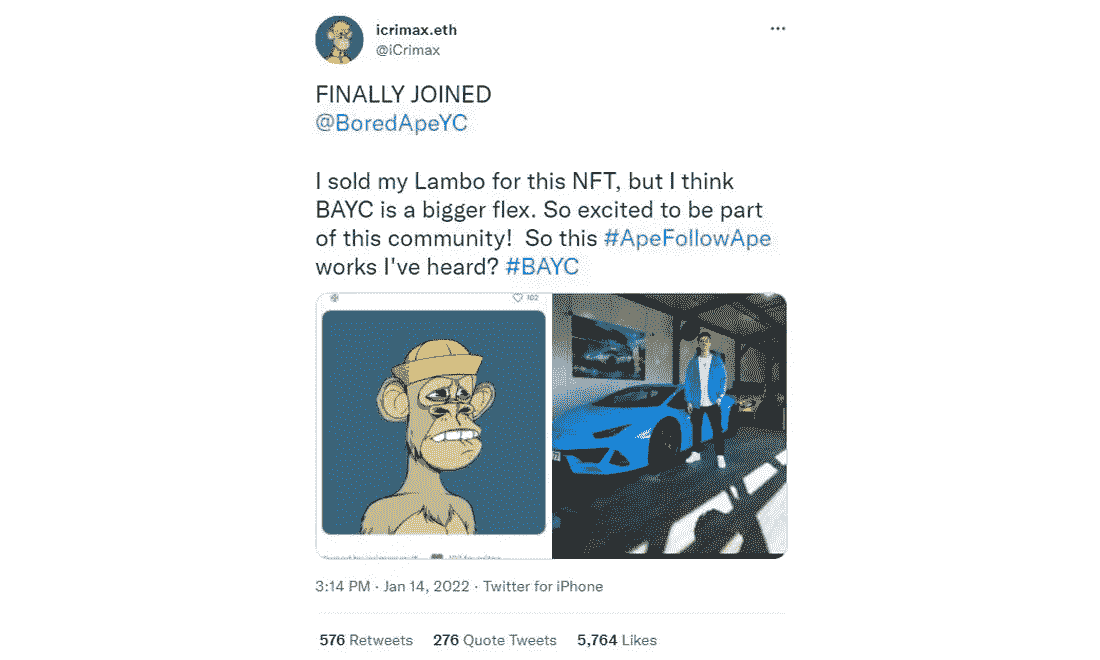 icrimax.eth
@iCrimax
FINALLY JOINED
@BoredApeYC
I sold my Lambo for this NFT, but I think
BAYC is a bigger flex. So excited to be part
of this community!  So this #ApeFollowApe
works I've heard? #BAYC
102
3:14 PM · Jan 14, 2022 · Twitter for iPhone
576 Retweets 276 Quote Tweets 5,764 Likes